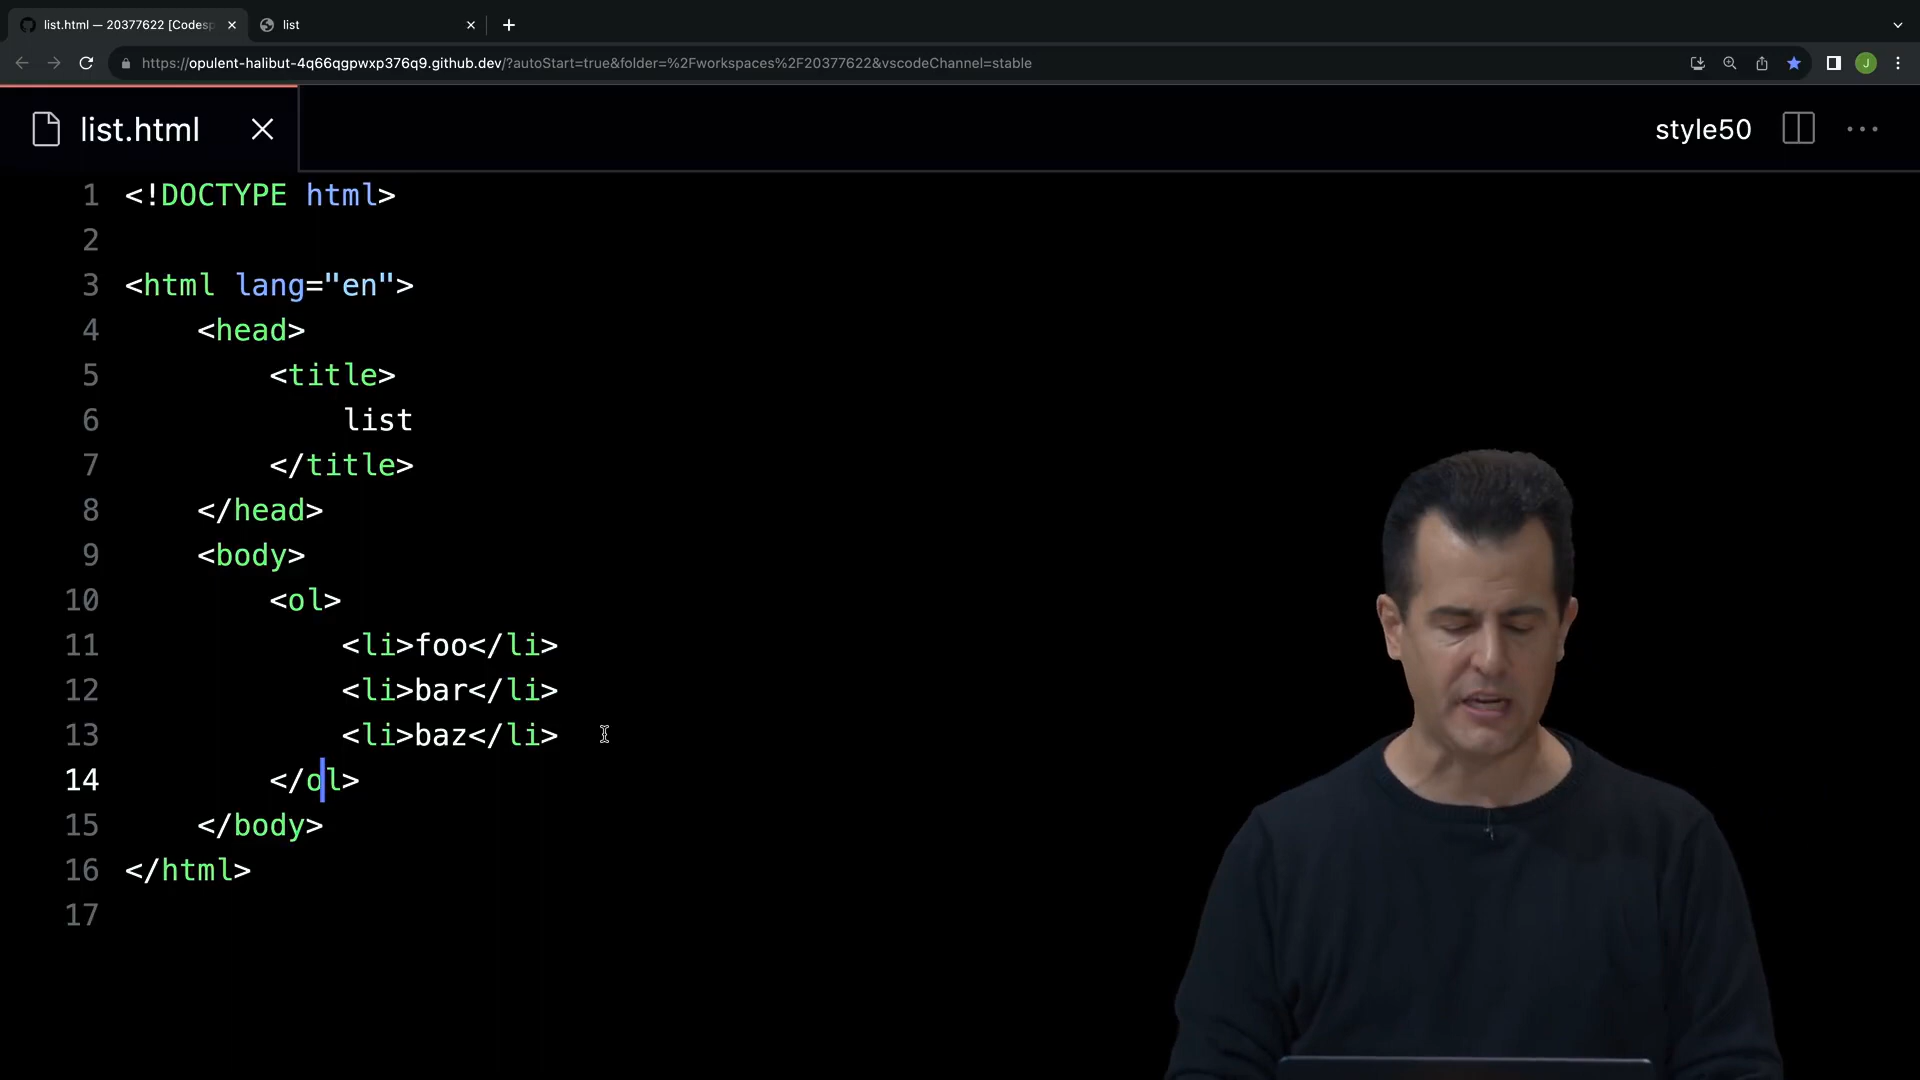 list.html — 20377622 [Codesp
list
https://opulent-halibut-4q66qgpwxp376q9.github.dev/?autoStart=true&folder=%2Fworkspaces%2F20377622&vscodeChannel=stable
J
list.html
style50
1 <!DOCTYPE html>
2
3 <html lang="en">
4     <head>
5         <title>
6             list
7         </title>
8     </head>
9     <body>
10         <ol>
11             <li>foo</li>
12             <li>bar</li>
13             <li>baz</li>
14         </ol>
15     </body>
16 </html>
17